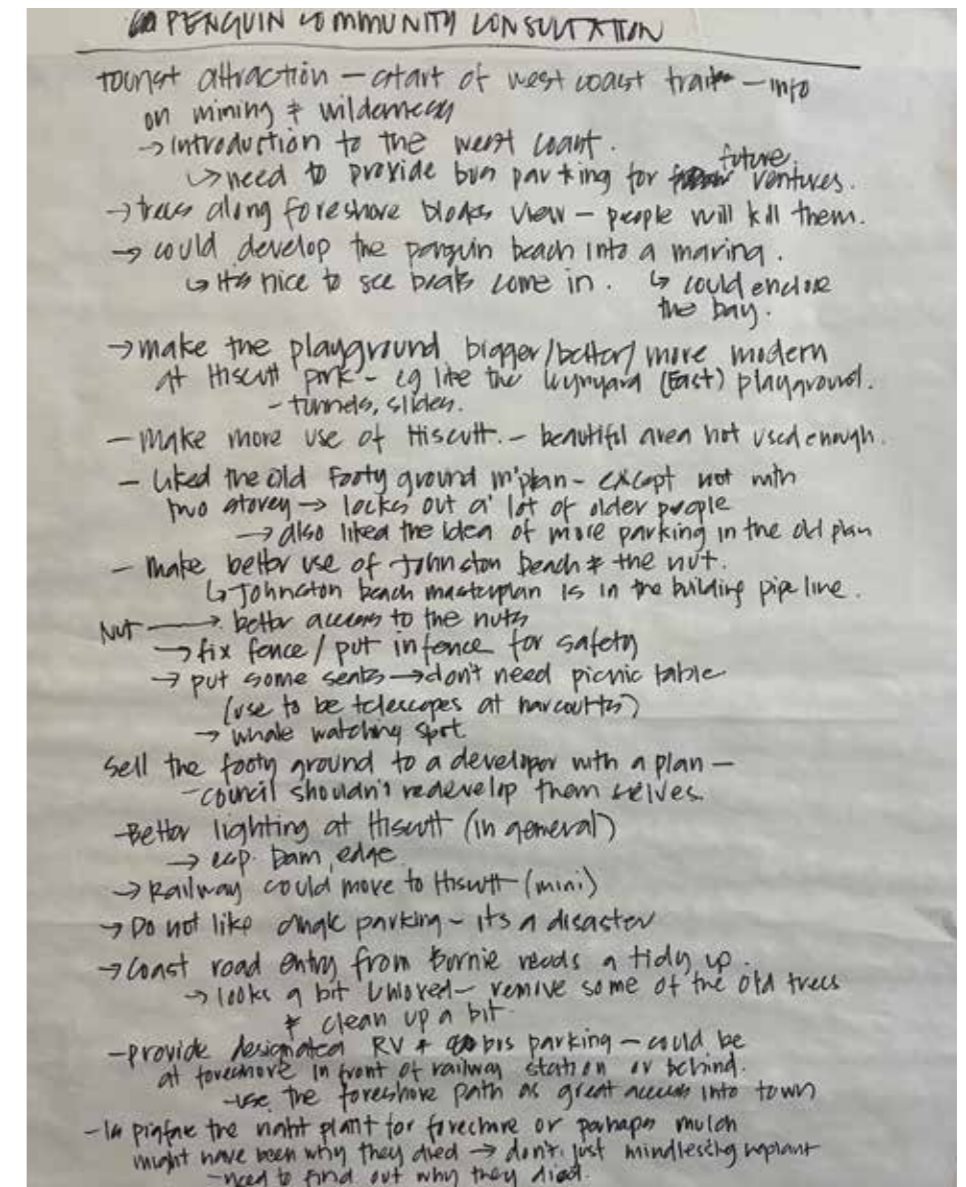 PENGUIN COMMUNITY CONSULTATION
tourist attraction – start of west coast trail – info
on mining & wilderness
→ introduction to the west coast.
↳ need to provide bus parking for future ventures.
→ trees along foreshore blocks view – people will kill them.
→ could develop the penguin beach into a marina.
↳ it's nice to see boats come in. ↳ could enclose
the bay.
→ make the playground bigger/better/more modern
at Hiscutt park – eg like the Wynyard (East) playground.
– tunnels, slides.
– make more use of Hiscutt. – beautiful area not used enough.
– Liked the old Footy ground m'plan – except not with
two storey → locks out a lot of older people
→ also liked the idea of more parking in the old plan
– make better use of Johnston beach & the nut.
↳ Johnston beach masterplan is in the building pipe line.
Nut → better access to the nuts
→ fix fence / put in fence for safety
→ put some seats → don't need picnic table
(use to be telescopes at harcourts)
→ whale watching spot
Sell the footy ground to a developer with a plan –
– council shouldn't redevelop them selves.
– Better lighting at Hiscutt (in general)
→ esp. Dam edge.
→ Railway could move to Hiscutt (mini)
→ Do not like angle parking – its a disaster
→ Coast road entry from Burnie needs a tidy up.
→ looks a bit unloved – remove some of the old trees
& clean up a bit.
– provide designated RV & bus parking – could be
at foreshore in front of railway station or behind.
– use the foreshore path as great access into town
– Is pigface the right plant for foreshore or perhaps mulch
might have been why they died → don't just mindlessly replant
– need to find out why they died.